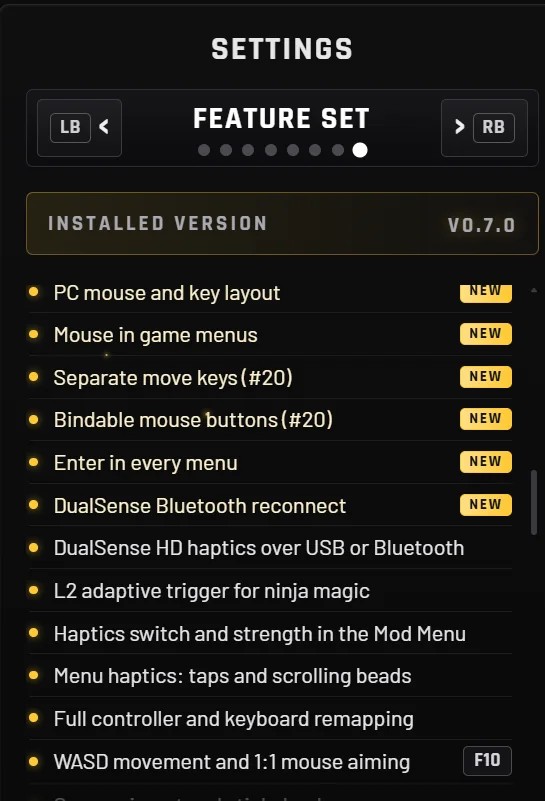 SETTINGS
LB < FEATURE SET > RB
INSTALLED VERSION V0.7.0
PC mouse and key layout NEW
Mouse in game menus NEW
Separate move keys (#20) NEW
Bindable mouse buttons (#20) NEW
Enter in every menu NEW
DualSense Bluetooth reconnect NEW
DualSense HD haptics over USB or Bluetooth
L2 adaptive trigger for ninja magic
Haptics switch and strength in the Mod Menu
Menu haptics: taps and scrolling beads
Full controller and keyboard remapping
WASD movement and 1:1 mouse aiming F10